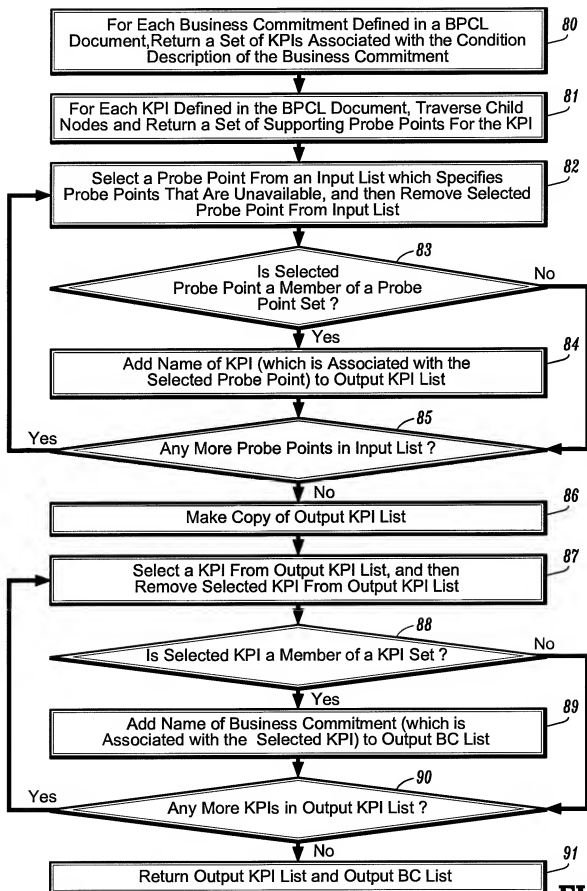 For Each Business Commitment Defined in a BPCL
Document,Return a Set of KPIs Associated with the Condition
Description of the Business Commitment
80
For Each KPI Defined in the BPCL Document, Traverse Child
Nodes and Return a Set of Supporting Probe Points For the KPI
81
Select a Probe Point From an Input List which Specifies
Probe Points That Are Unavailable, and then Remove Selected
Probe Point From Input List
82
Is Selected
Probe Point a Member of a Probe
Point Set ?
83
No
Yes
Add Name of KPI (which is Associated with the
Selected Probe Point) to Output KPI List
84
Any More Probe Points in Input List ?
85
Yes
No
Make Copy of Output KPI List
86
Select a KPI From Output KPI List, and then
Remove Selected KPI From Output KPI List
87
Is Selected KPI a Member of a KPI Set ?
88
No
Yes
Add Name of Business Commitment (which is
Associated with the Selected KPI) to Output BC List
89
Any More KPIs in Output KPI List ?
90
Yes
No
Return Output KPI List and Output BC List
91